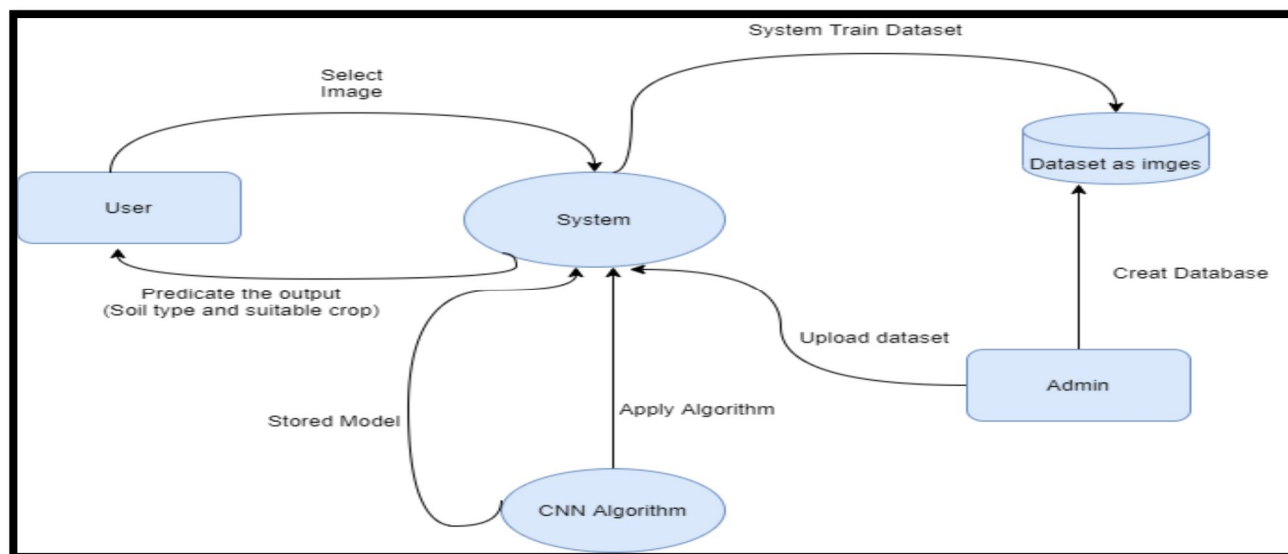 System Train Dataset
Select
Image
Dataset as imges
User
System
Creat Database
Predicate the output
(Soil type and suitable crop)
Upload dataset
Admin
Apply Algorithm
Stored Model
CNN Algorithm